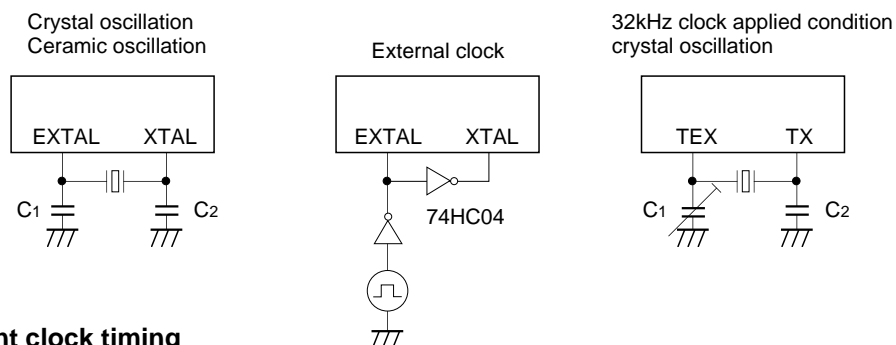 Crystal oscillation
Ceramic oscillation
EXTAL XTAL
C1 C2
External clock
EXTAL XTAL
74HC04
32kHz clock applied condition
crystal oscillation
TEX TX
C1 C2
clock timing